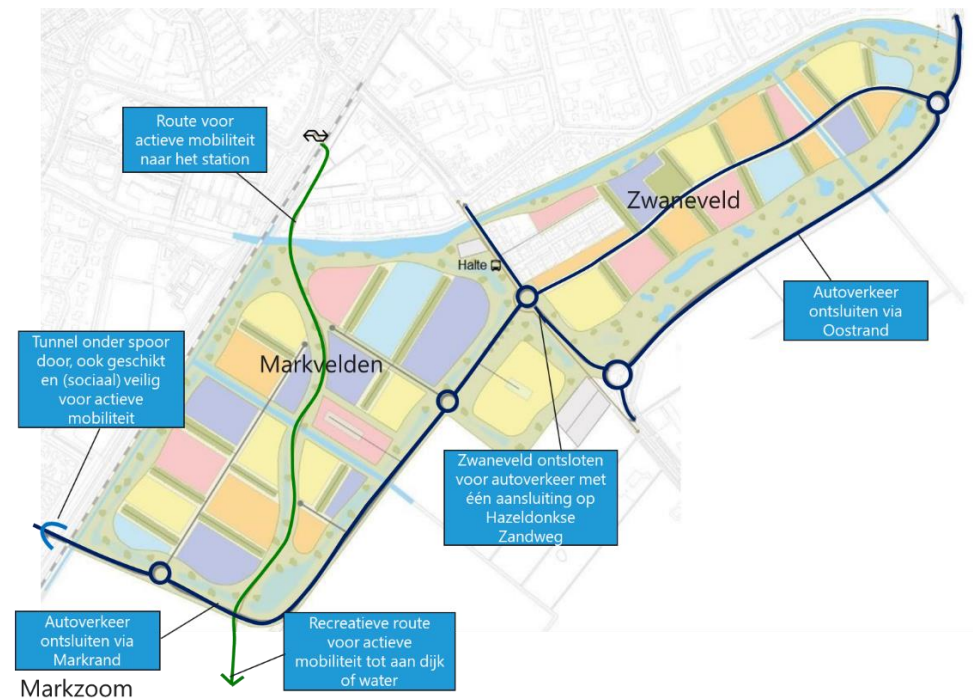 Route voor
actieve mobiliteit
naar het station
Zwaneveld
Halte
Autoverkeer
ontsluiten via
Oostrand
Tunnel onder spoor
door, ook geschikt
en (sociaal) veilig
voor actieve
mobiliteit
Markvelden
Zwaneveld ontsloten
voor autoverkeer met
één aansluiting op
Hazeldonkse
Zandweg
Autoverkeer
ontsluiten via
Markrand
Recreatieve route
voor actieve
mobiliteit tot aan dijk
of water
Markzoom